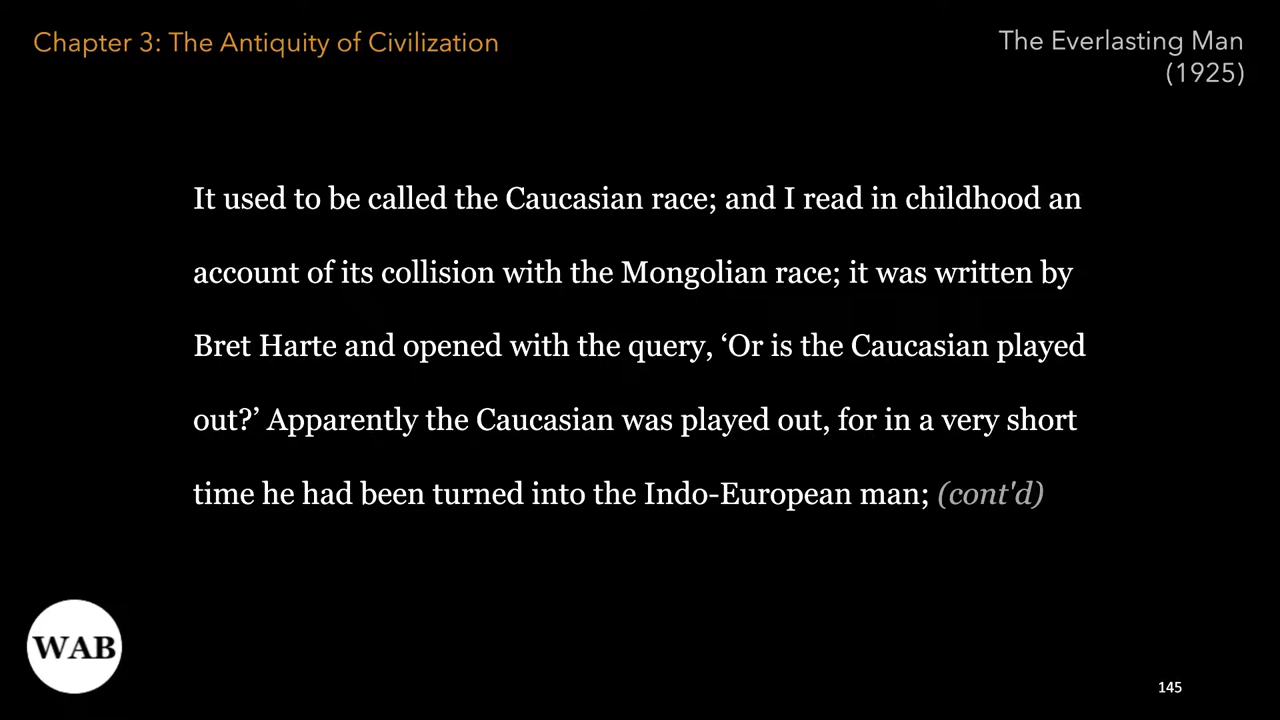 Chapter 3: The Antiquity of Civilization
The Everlasting Man
(1925)
It used to be called the Caucasian race; and I read in childhood an
account of its collision with the Mongolian race; it was written by
Bret Harte and opened with the query, ‘Or is the Caucasian played
out?’ Apparently the Caucasian was played out, for in a very short
time he had been turned into the Indo-European man; (cont'd)
WAB
145